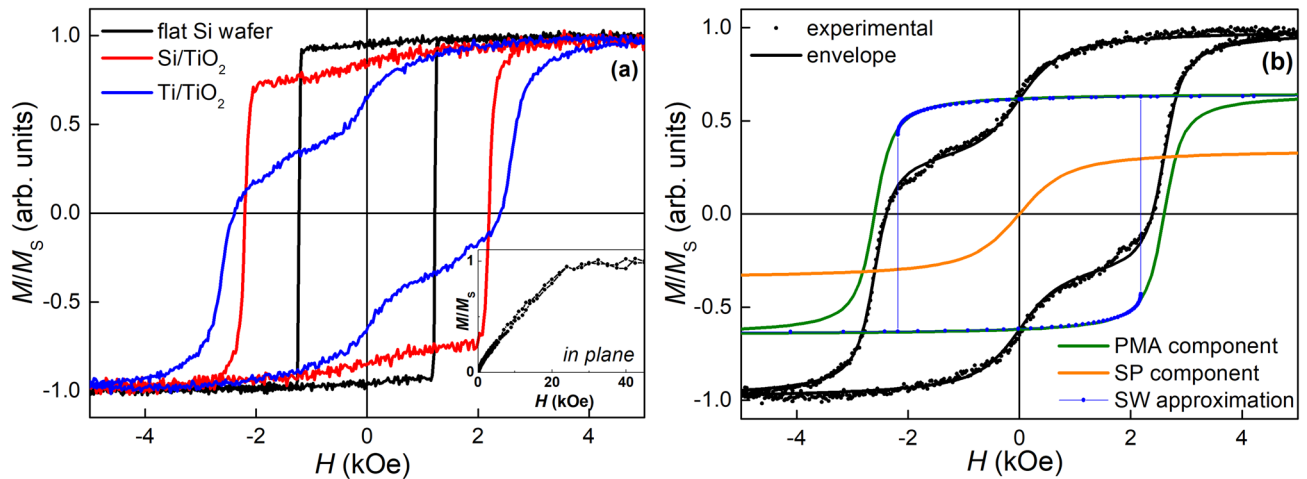 flat Si wafer
Si/TiO2
Ti/TiO2
(a)
1.0
0.5
0.0
-0.5
-1.0
M/MS (arb. units)
-4
-2
0
2
4
H (kOe)
1
0
M/MS
in plane
0
20
40
H (kOe)
experimental
envelope
(b)
1.0
0.5
0.0
-0.5
-1.0
M/MS (arb. units)
PMA component
SP component
SW approximation
-4
-2
0
2
4
H (kOe)